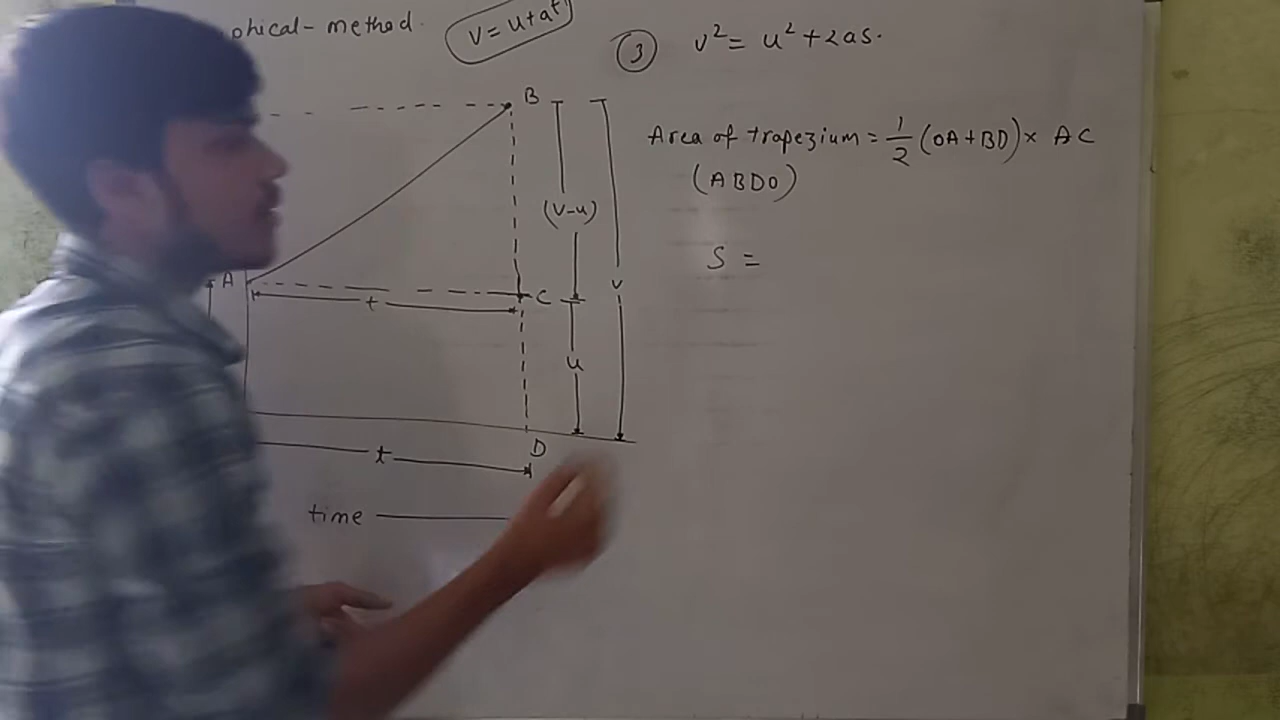 phical- method.
V = u + at
3 v² = u² + 2as.
B
Area of trapezium = 1/2 (OA + BD) × AC
(ABDO)
(V-u)
S =
A
t
C
v
u
t
D
time